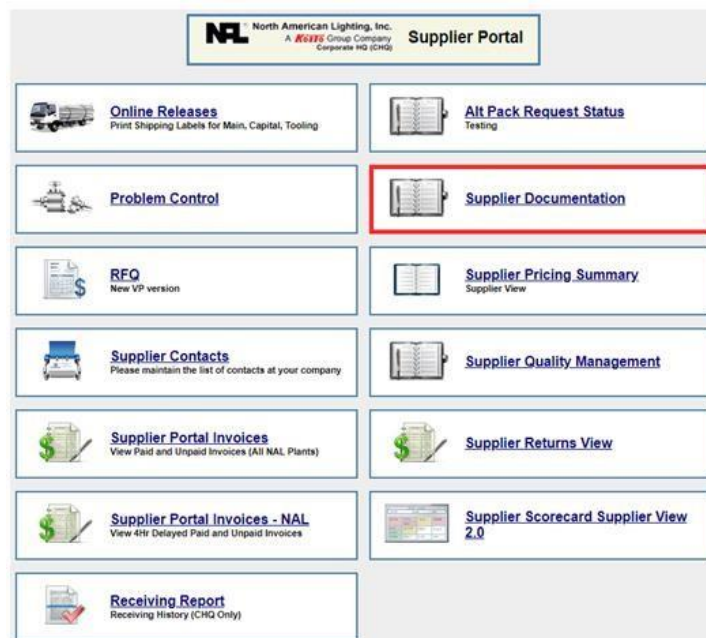 NAL North American Lighting, Inc.
A KOITO Group Company
Corporate HQ (CHQ)
Supplier Portal
Online Releases
Print Shipping Labels for Main, Capital, Tooling
Alt Pack Request Status
Testing
Problem Control
Supplier Documentation
RFQ
New VP version
Supplier Pricing Summary
Supplier View
Supplier Contacts
Please maintain the list of contacts at your company
Supplier Quality Management
Supplier Portal Invoices
View Paid and Unpaid Invoices (All NAL Plants)
Supplier Returns View
Supplier Portal Invoices - NAL
View 4Hr Delayed Paid and Unpaid Invoices
Supplier Scorecard Supplier View
2.0
Receiving Report
Receiving History (CHQ Only)